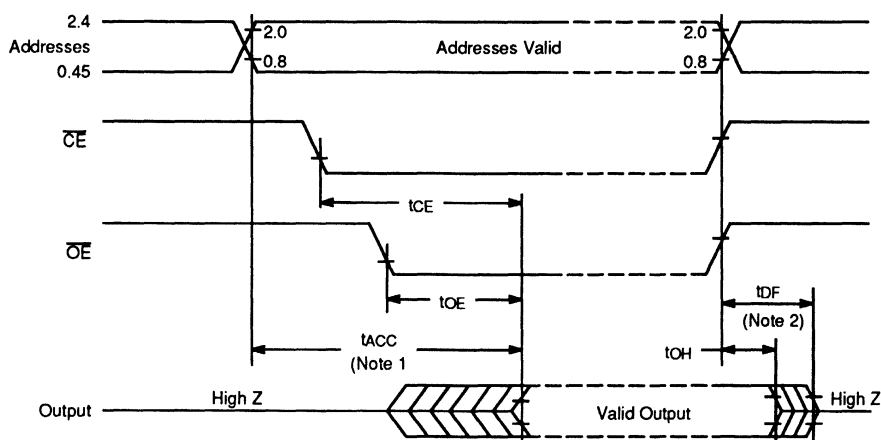 2.4
Addresses
0.45
2.0
0.8
Addresses Valid
2.0
0.8
CE
tCE
OE
tOE
tDF
(Note 2)
tACC
(Note 1
tOH
Output
High Z
Valid Output
High Z